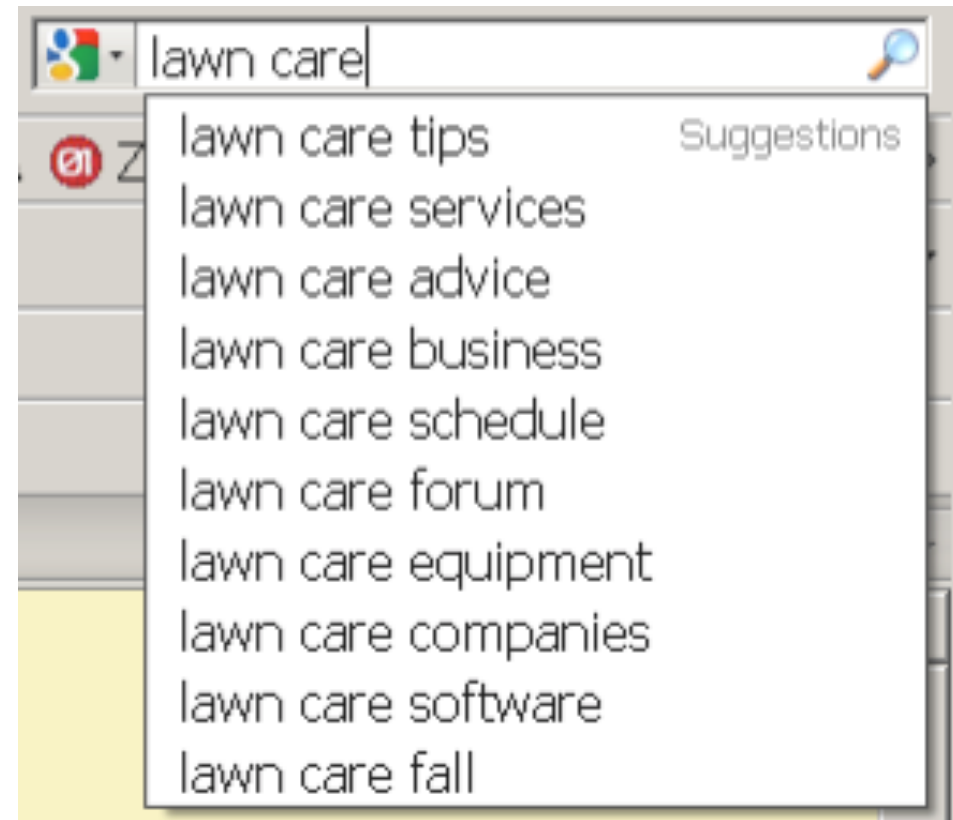 lawn care
lawn care tips Suggestions
01 Z
lawn care services
lawn care advice
lawn care business
lawn care schedule
lawn care forum
lawn care equipment
lawn care companies
lawn care software
lawn care fall